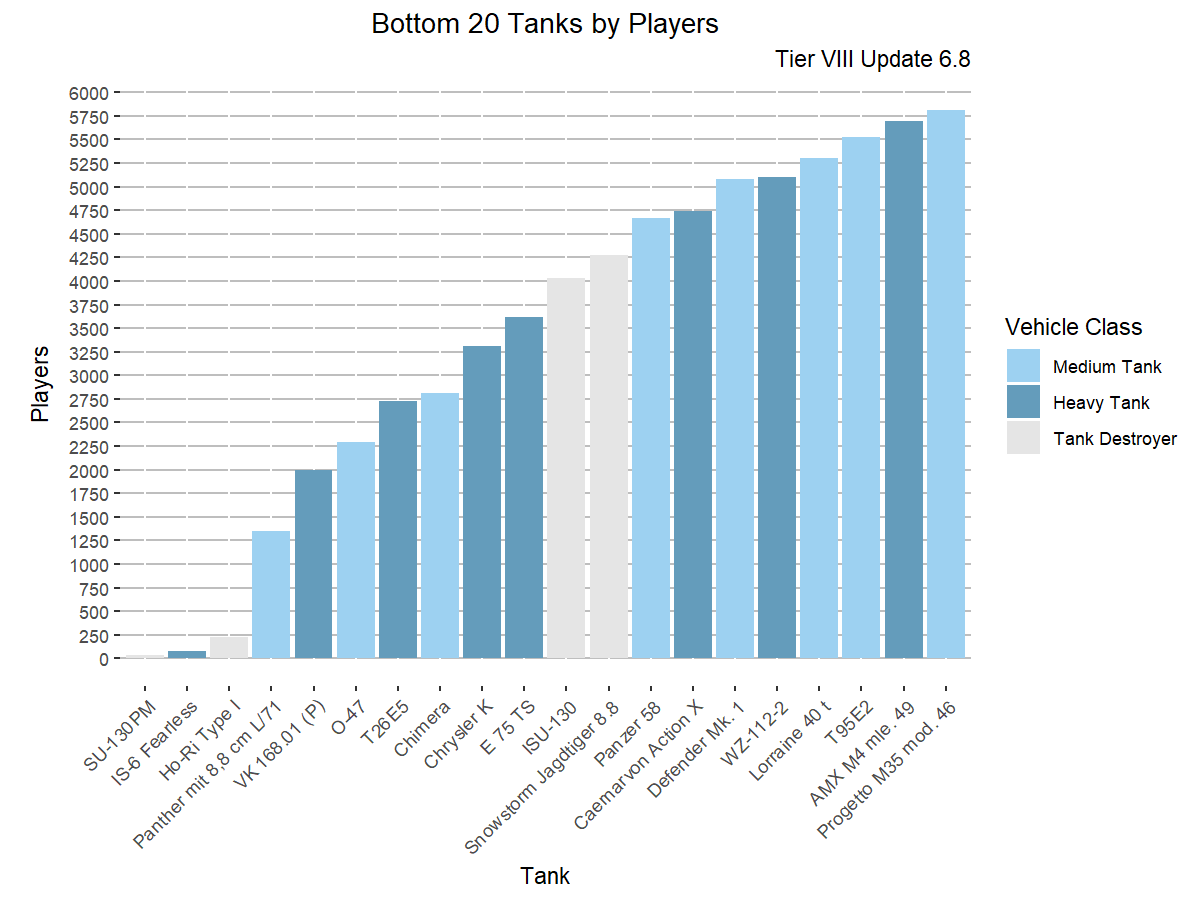 Bottom 20 Tanks by Players
Tier VIII Update 6.8
6000
5750
5500
5250
5000
4750
4500
4250
4000
3750
3500
3250
3000
2750
2500
2250
2000
1750
1500
1250
1000
750
500
250
0
Players
SU-130PM
IS-6 Fearless
Ho-Ri Type I
Panther mit 8,8 cm L/71
VK 168.01 (P)
O-47
T26E5
Chimera
Chrysler K
E 75 TS
ISU-130
Snowstorm Jagdtiger 8.8
Panzer 58
Caernarvon Action X
Defender Mk. 1
WZ-112-2
Lorraine 40 t
T95E2
AMX M4 mle. 49
Progetto M35 mod. 46
Tank
Vehicle Class
Medium Tank
Heavy Tank
Tank Destroyer